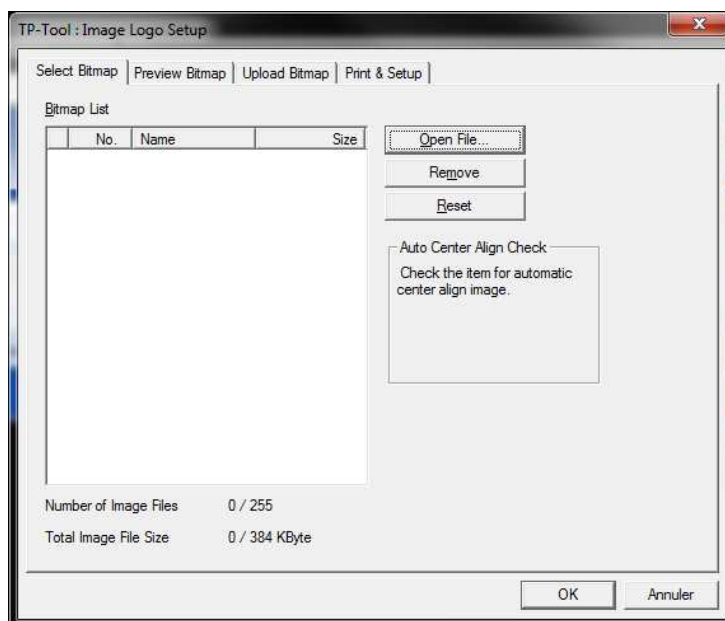 TP-Tool : Image Logo Setup
Select Bitmap Preview Bitmap Upload Bitmap Print & Setup
Bitmap List
No. Name Size
Open File...
Remove
Reset
Auto Center Align Check
Check the item for automatic
center align image.
Number of Image Files 0 / 255
Total Image File Size 0 / 384 KByte
OK Annuler